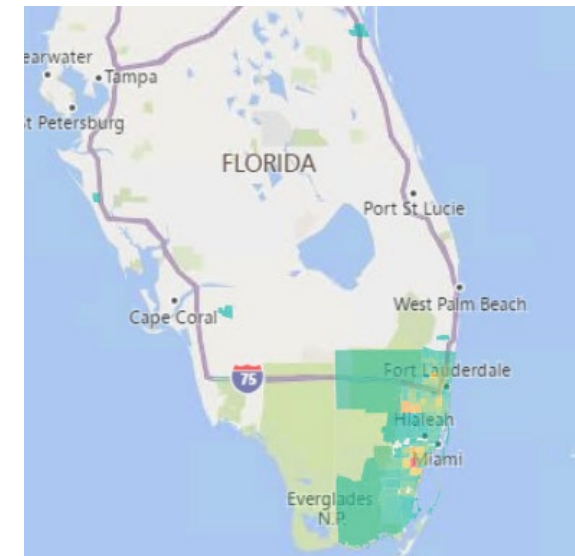 earwater
Tampa
t Petersburg
FLORIDA
Port St Lucie
West Palm Beach
Cape Coral
75
Fort Lauderdale
Hialeah
Miami
Everglades
N.P.